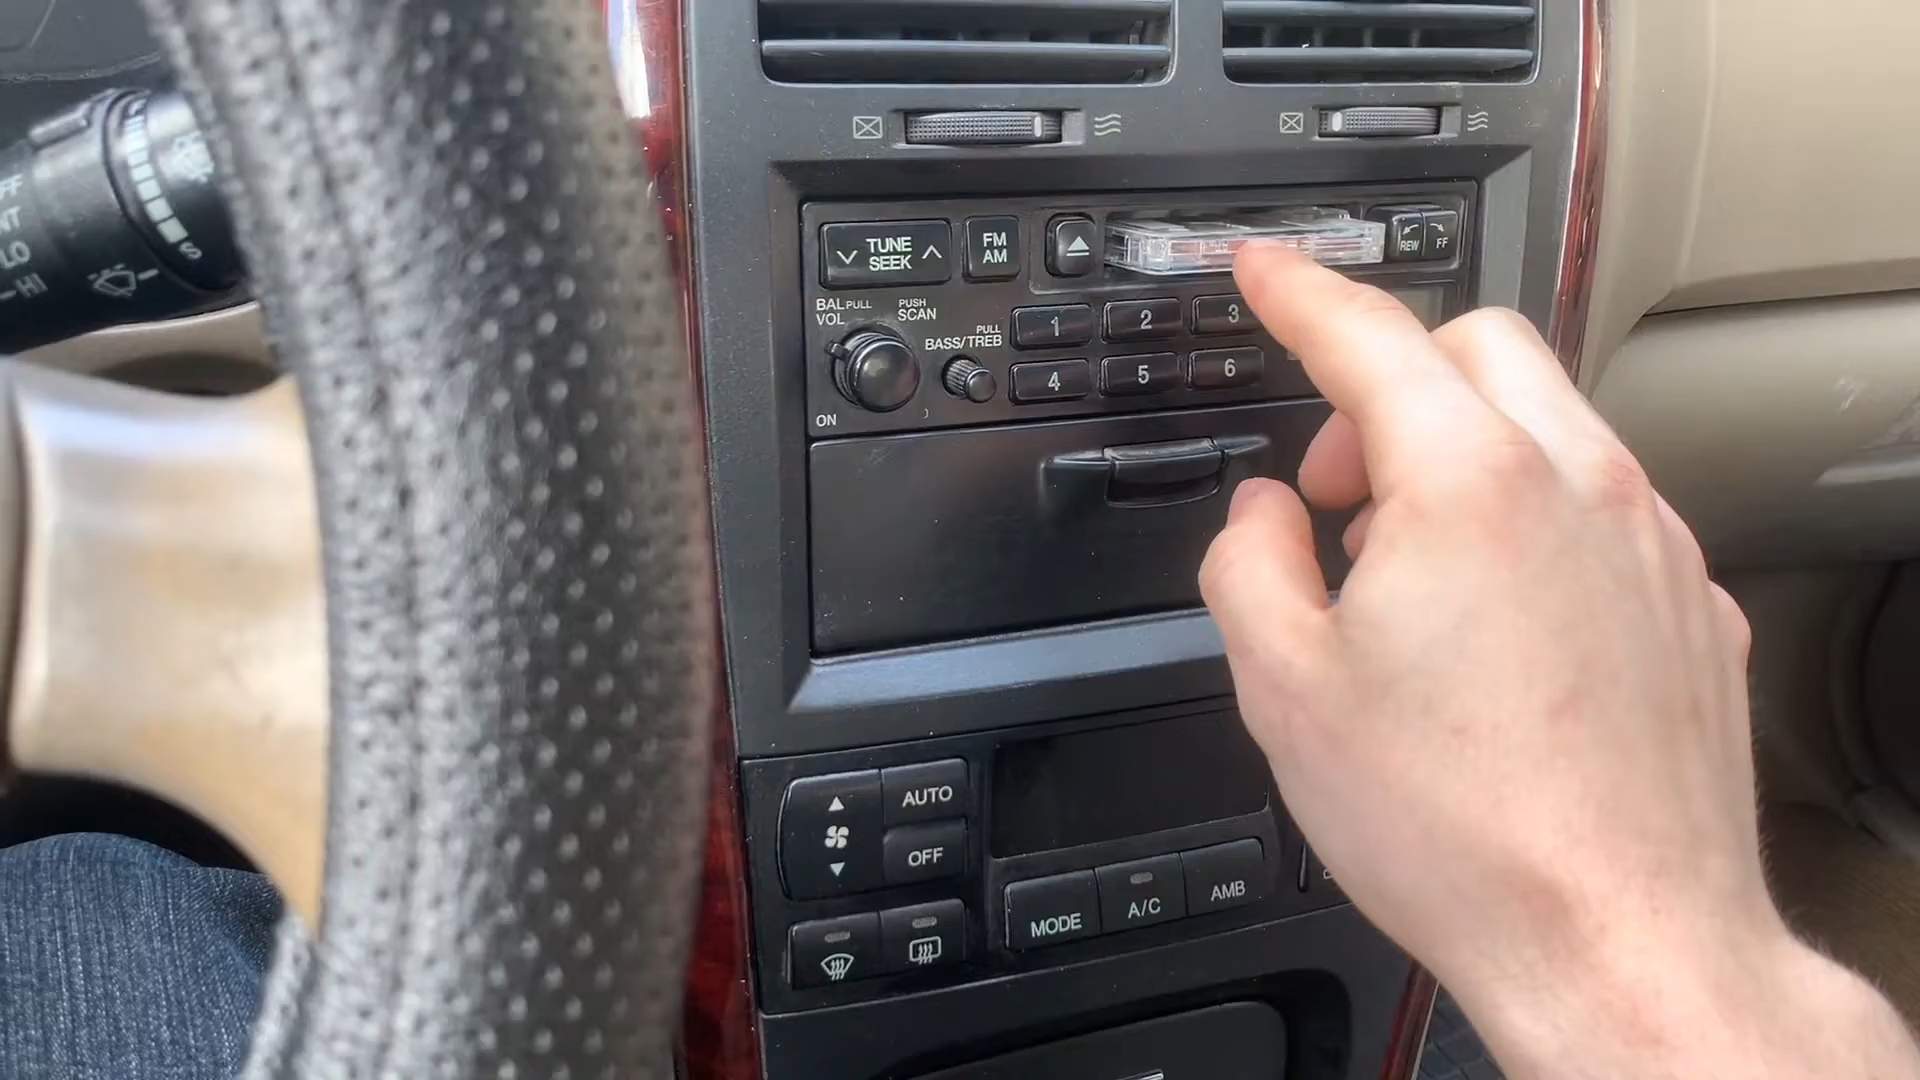 OFF
INT
LO
HI
S
TUNE
SEEK
FM
AM
REW
FF
BAL PULL
VOL
PUSH
SCAN
PULL
BASS/TREB
ON
1
2
3
4
5
6
AUTO
OFF
MODE
A/C
AMB